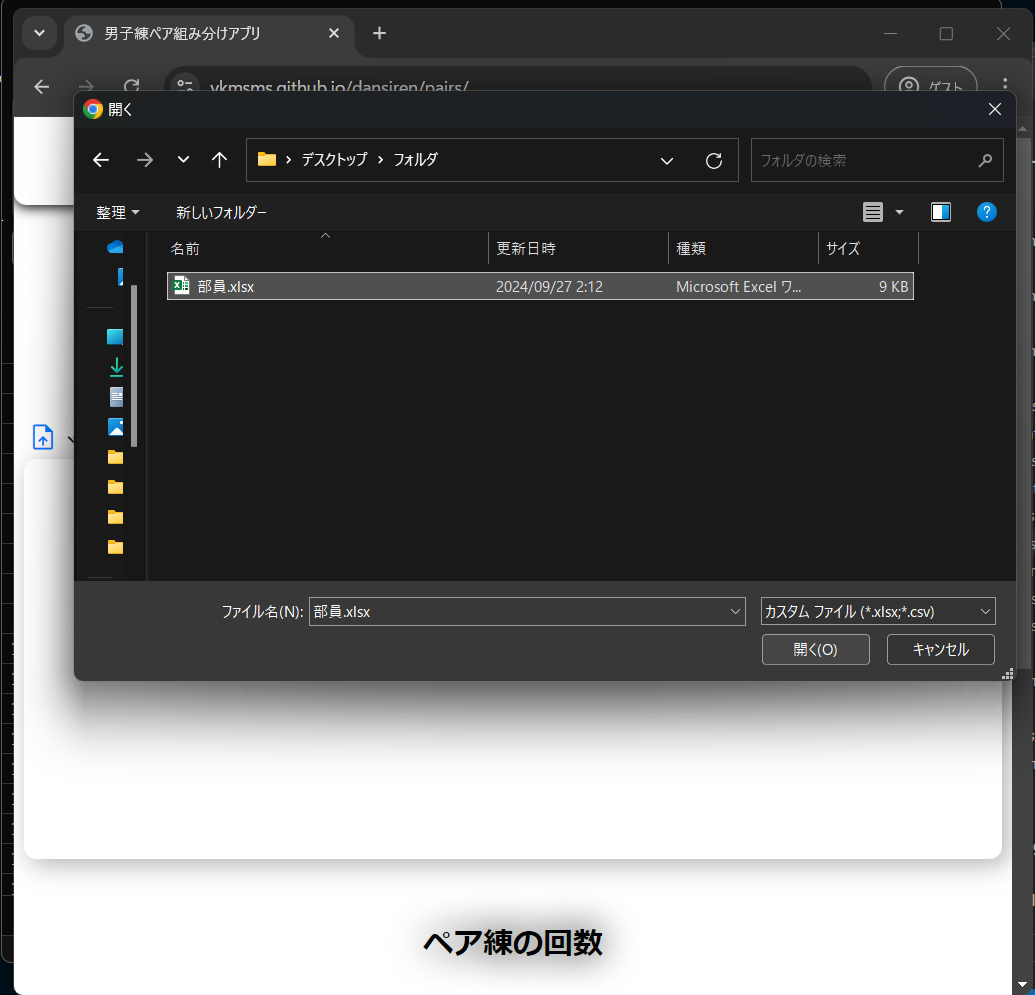 男子練ペア組み分けアプリ
ykmsms.github.io/dansiren/pairs/
ゲスト
開く
デスクトップ
フォルダ
フォルダの検索
整理
新しいフォルダー
名前 更新日時 種類 サイズ
部員.xlsx 2024/09/27 2:12 Microsoft Excel ワ... 9 KB
ファイル名(N): 部員.xlsx カスタム ファイル (*.xlsx;*.csv)
開く(O) キャンセル
ペア練の回数